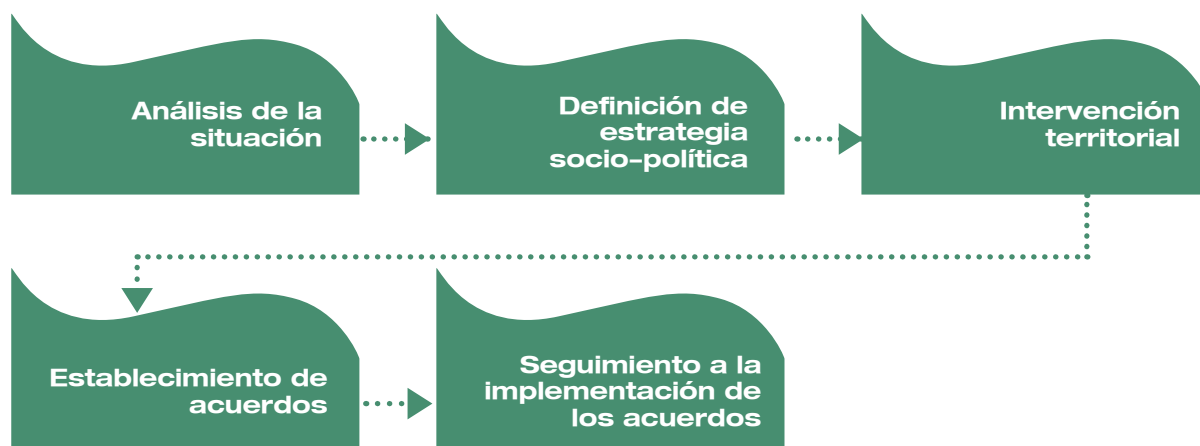 Análisis de la
situación
Definición de
estrategia
socio-política
Intervención
territorial
Establecimiento de
acuerdos
Seguimiento a la
implementación de
los acuerdos